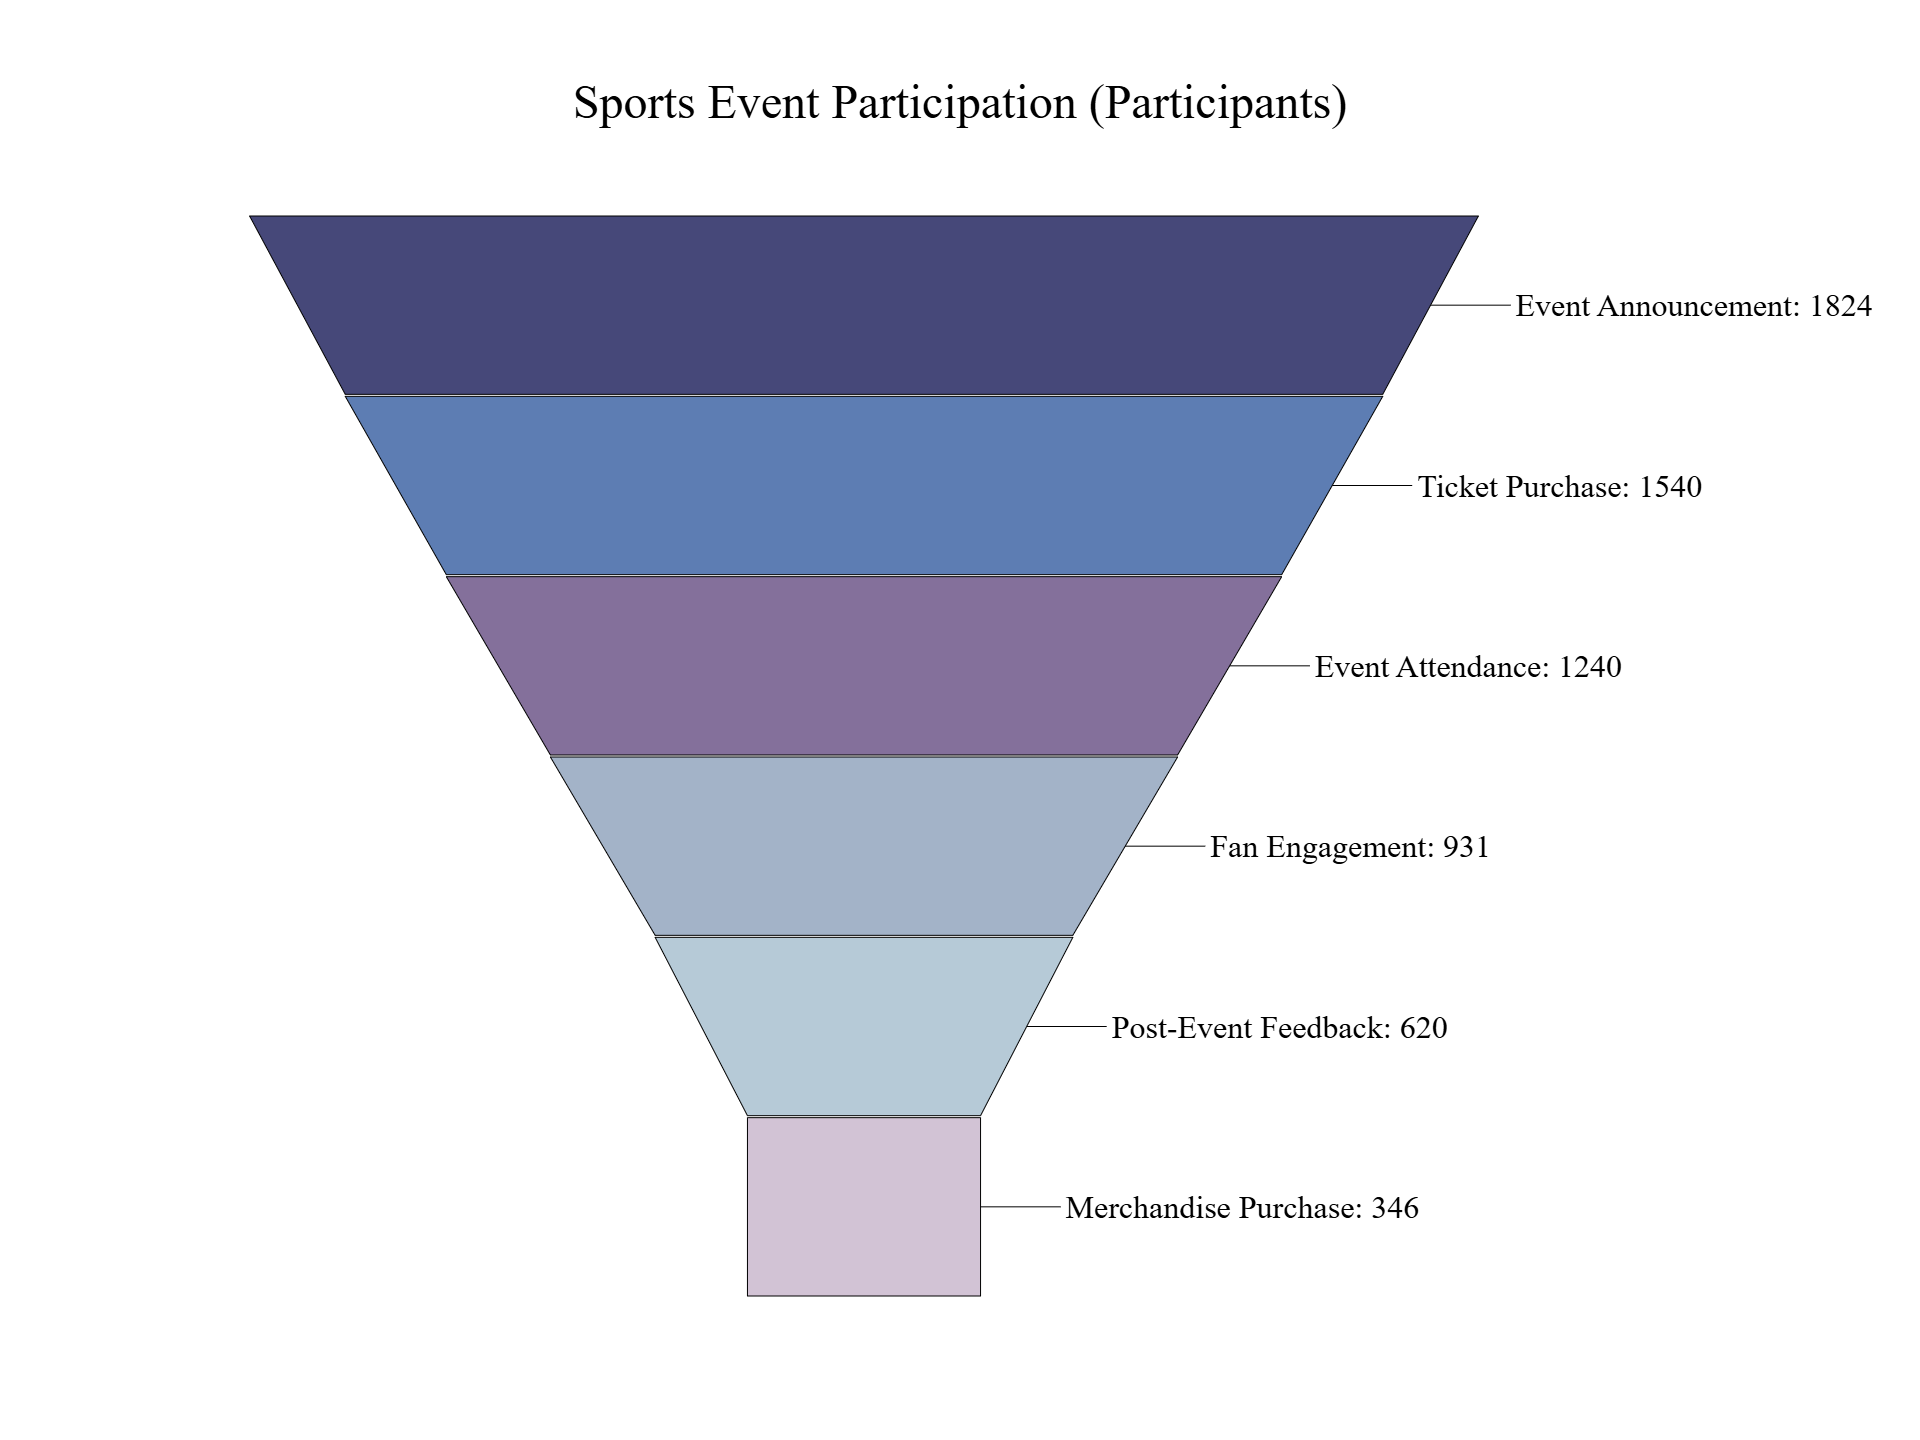 Sports Event Participation (Participants)
Event Announcement: 1824
Ticket Purchase: 1540
Event Attendance: 1240
Fan Engagement: 931
Post-Event Feedback: 620
Merchandise Purchase: 346